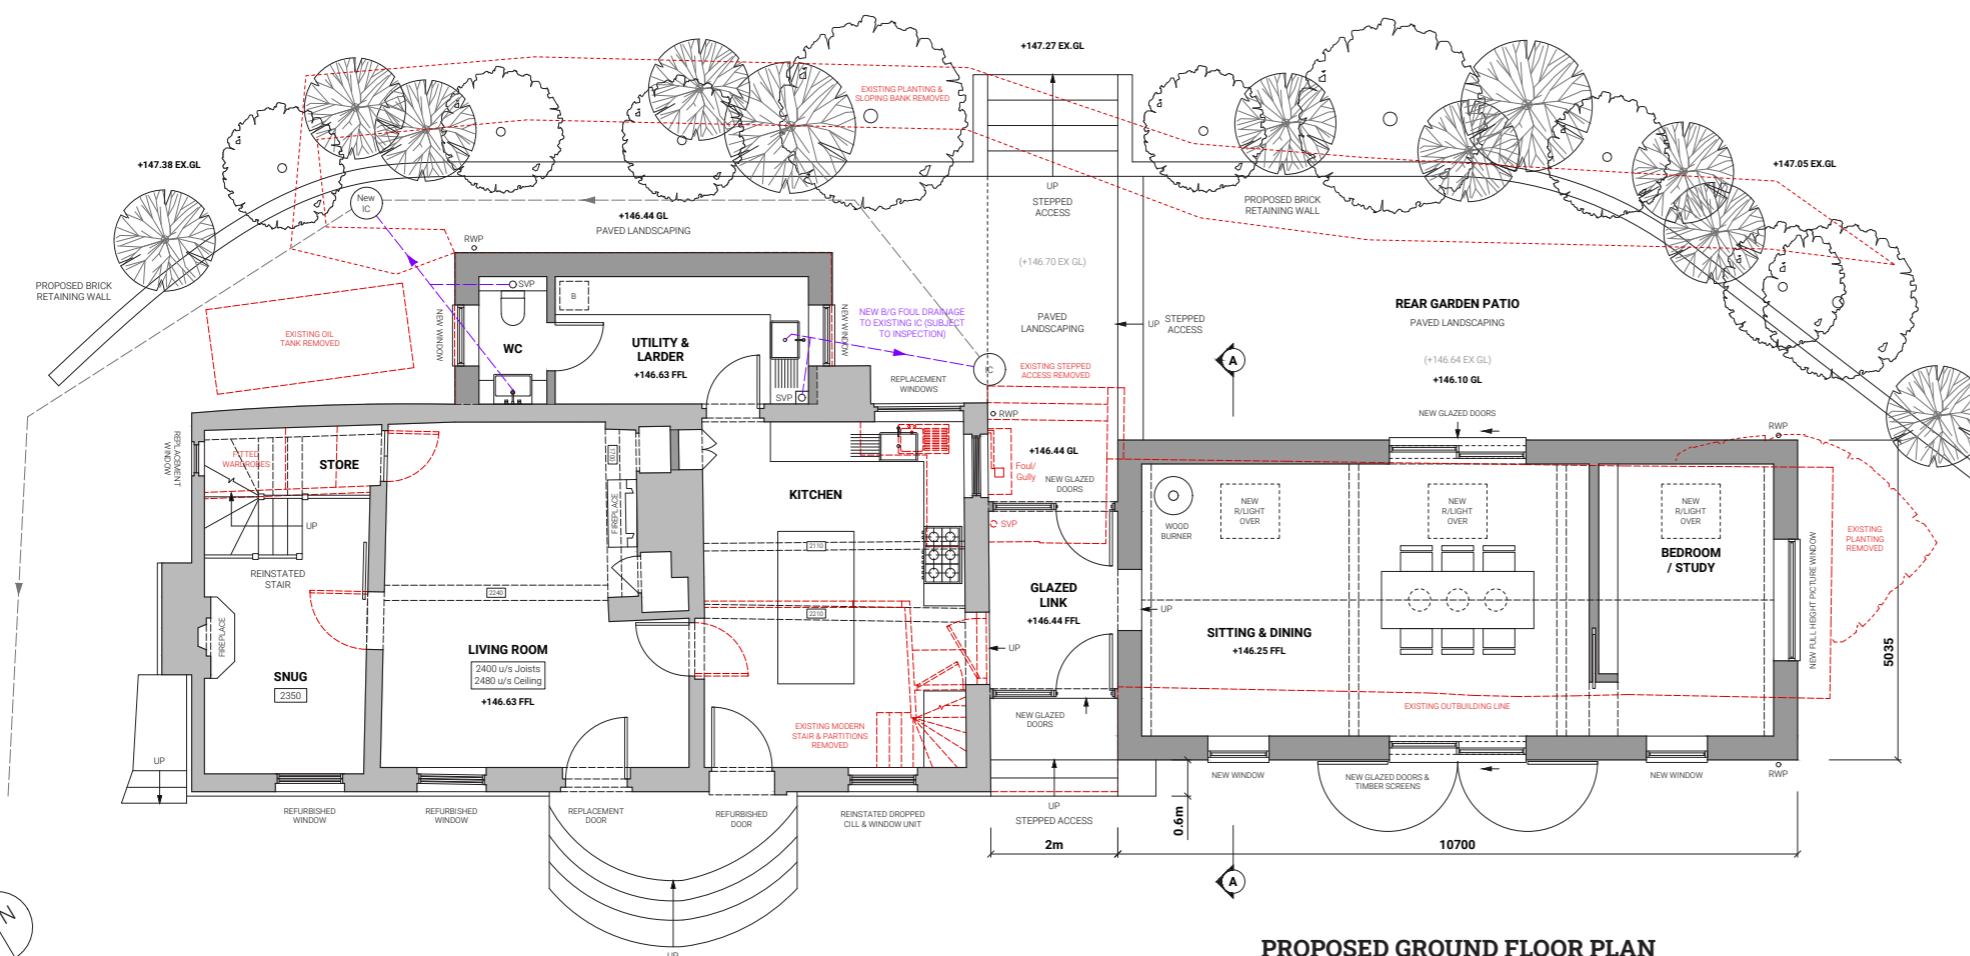 +147.27 EX.GL
EXISTING PLANTING &
SLOPING BANK REMOVED
+147.38 EX.GL
+147.05 EX.GL
New
IC
UP
STEPPED
ACCESS
PROPOSED BRICK
RETAINING WALL
+146.44 GL
PAVED LANDSCAPING
RWP
(+146.70 EX GL)
PROPOSED BRICK
RETAINING WALL
SVP
B
REAR GARDEN PATIO
PAVED LANDSCAPING
EXISTING OIL
TANK REMOVED
NEW WINDOW
NEW WINDOW
NEW B/G FOUL DRAINAGE
TO EXISTING IC (SUBJECT
TO INSPECTION)
PAVED
LANDSCAPING
UP
STEPPED
ACCESS
WC
UTILITY &
LARDER
+146.63 FFL
(+146.64 EX GL)
+146.10 GL
A
IC
EXISTING STEPPED
ACCESS REMOVED
REPLACEMENT
WINDOWS
SVP
RWP
NEW GLAZED DOORS
RWP
REPLACEMENT
WINDOW
FITTED
WARDROBES
STORE
1700
+146.44 GL
Foul/
Gully
NEW GLAZED
DOORS
KITCHEN
FIREPLACE
NEW
R/LIGHT
OVER
NEW
R/LIGHT
OVER
NEW
R/LIGHT
OVER
UP
SVP
WOOD
BURNER
EXISTING
PLANTING
REMOVED
2110
BEDROOM
/ STUDY
REINSTATED
STAIR
2240
GLAZED
LINK
+146.44 FFL
UP
2210
FIREPLACE
SITTING & DINING
+146.25 FFL
NEW FULL HEIGHT PICTURE WINDOW
5035
LIVING ROOM
2400 u/s Joists
2480 u/s Ceiling
+146.63 FFL
UP
SNUG
2350
EXISTING OUTBUILDING LINE
NEW GLAZED
DOORS
EXISTING MODERN
STAIR & PARTITIONS
REMOVED
UP
NEW WINDOW
NEW GLAZED DOORS &
TIMBER SCREENS
NEW WINDOW
RWP
REFURBISHED
WINDOW
REFURBISHED
WINDOW
REPLACEMENT
DOOR
REFURBISHED
DOOR
REINSTATED DROPPED
CILL & WINDOW UNIT
UP
STEPPED ACCESS
0.6m
2m
10700
A
N
UP
PROPOSED GROUND FLOOR PLAN